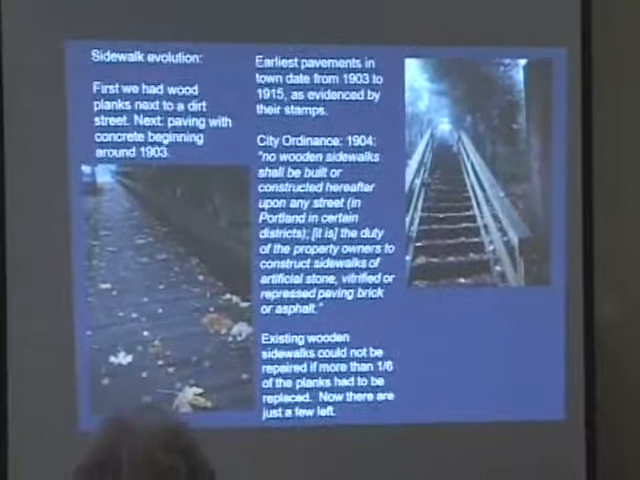 Sidewalk evolution:
First we had wood
planks next to a dirt
street. Next: paving with
concrete beginning
around 1903.
Earliest pavements in
town date from 1903 to
1915, as evidenced by
their stamps.
City Ordinance: 1904:
"no wooden sidewalks
shall be built or
constructed hereafter
upon any street (in
Portland in certain
districts); [it is] the duty
of the property owners to
construct sidewalks of
artificial stone, vitrified or
repressed paving brick
or asphalt."
Existing wooden
sidewalks could not be
repaired if more than 1/6
of the planks had to be
replaced. Now there are
just a few left.